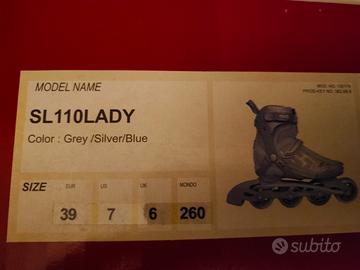 MODEL NAME
SL110LADY
Color : Grey /Silver/Blue
SIZE
EUR US UK MONDO
39 7 6 260
subito